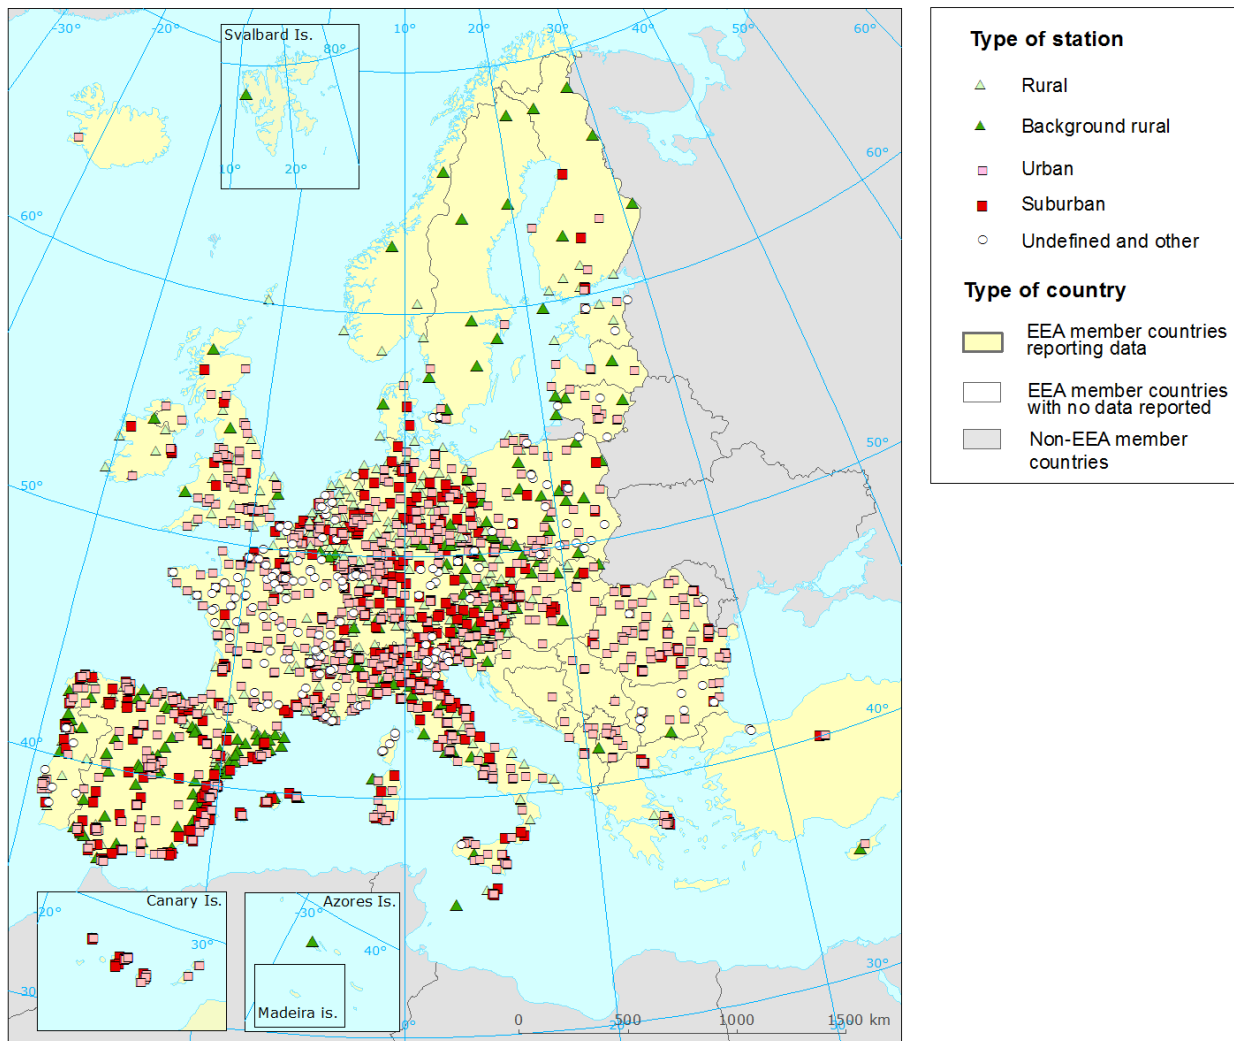 -30°
-20°
10°
20°
30°
40°
50°
60°
Svalbard Is.
80°
10°
20°
60°
60°
50°
50°
40°
40°
30°
Canary Is.
-20°
30°
30
Azores Is.
-30°
40°
Madeira is.
0°
20°
30°
0
500
1000
1500 km
Type of station
Rural
Background rural
Urban
Suburban
Undefined and other
Type of country
EEA member countries
reporting data
EEA member countries
with no data reported
Non-EEA member
countries